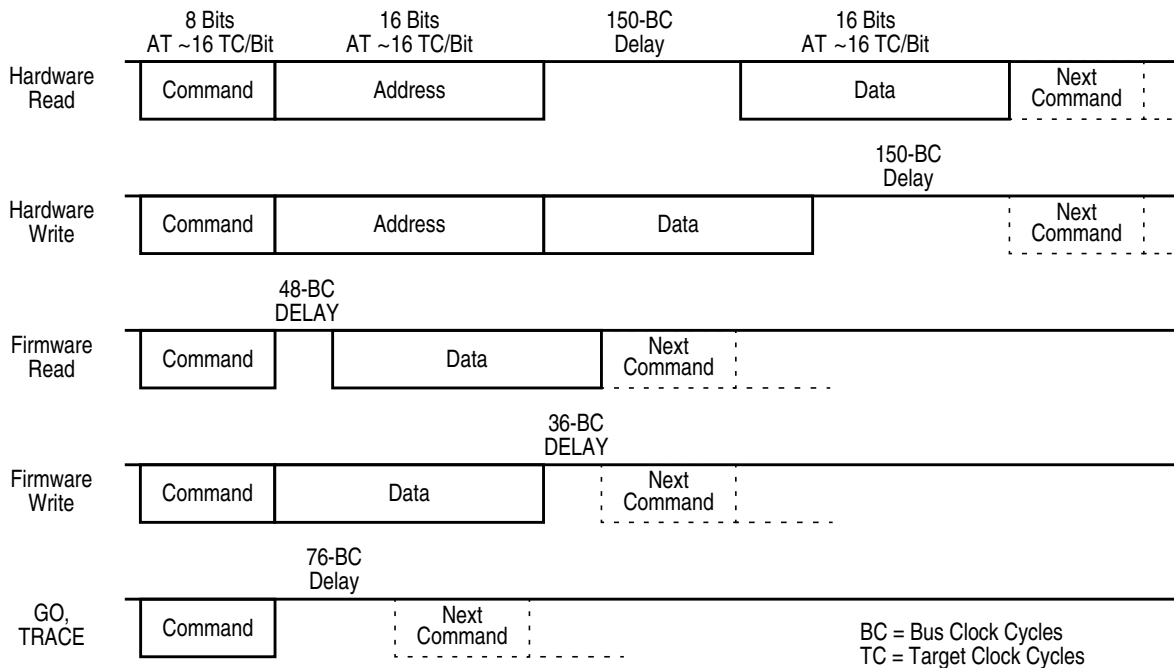 8 Bits
AT ~16 TC/Bit
16 Bits
AT ~16 TC/Bit
150-BC
Delay
16 Bits
AT ~16 TC/Bit
Hardware
Read
Command
Address
Data
Next
Command
150-BC
Delay
Hardware
Write
Command
Address
Data
Next
Command
48-BC
DELAY
Firmware
Read
Command
Data
Next
Command
36-BC
DELAY
Firmware
Write
Command
Data
Next
Command
76-BC
Delay
GO,
TRACE
Command
Next
Command
BC = Bus Clock Cycles
TC = Target Clock Cycles